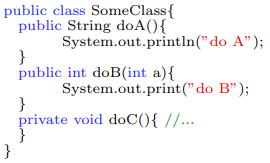 public class SomeClass{
  public String doA(){
        System.out.println("do A");
  }
  public int doB(int a){
        System.out.print("do B");
  }
  private void doC(){ //...
  }
}